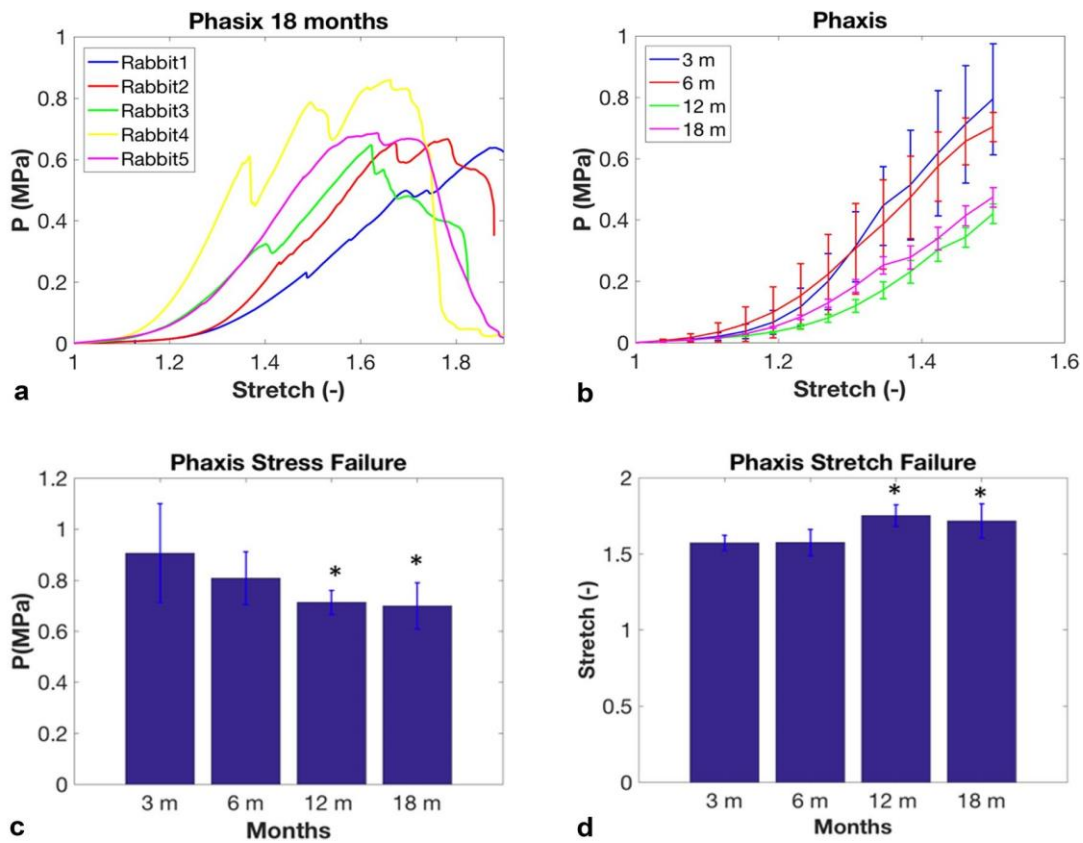 Phasix 18 months
P (MPa)
1
0.8
0.6
0.4
0.2
0
Rabbit1
Rabbit2
Rabbit3
Rabbit4
Rabbit5
1
1.2
1.4
1.6
1.8
Stretch (-)
a
Phaxis
P (MPa)
1
0.8
0.6
0.4
0.2
0
3 m
6 m
12 m
18 m
1
1.2
1.4
1.6
Stretch (-)
b
Phaxis Stress Failure
P(MPa)
1.2
1
0.8
0.6
0.4
0.2
0
*
*
3 m
6 m
12 m
18 m
Months
c
Phaxis Stretch Failure
Stretch (-)
2
1.5
1
0.5
0
*
*
3 m
6 m
12 m
18 m
Months
d